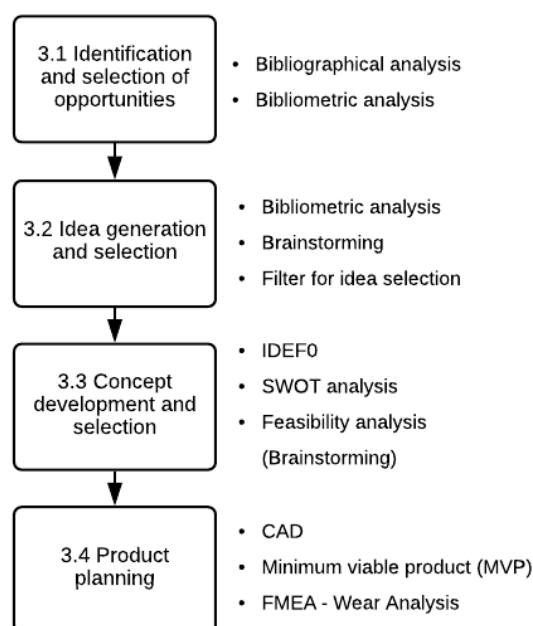 3.1 Identification
and selection of
opportunities
• Bibliographical analysis
• Bibliometric analysis
3.2 Idea generation
and selection
• Bibliometric analysis
• Brainstorming
• Filter for idea selection
3.3 Concept
development and
selection
• IDEF0
• SWOT analysis
• Feasibility analysis
(Brainstorming)
3.4 Product
planning
• CAD
• Minimum viable product (MVP)
• FMEA - Wear Analysis